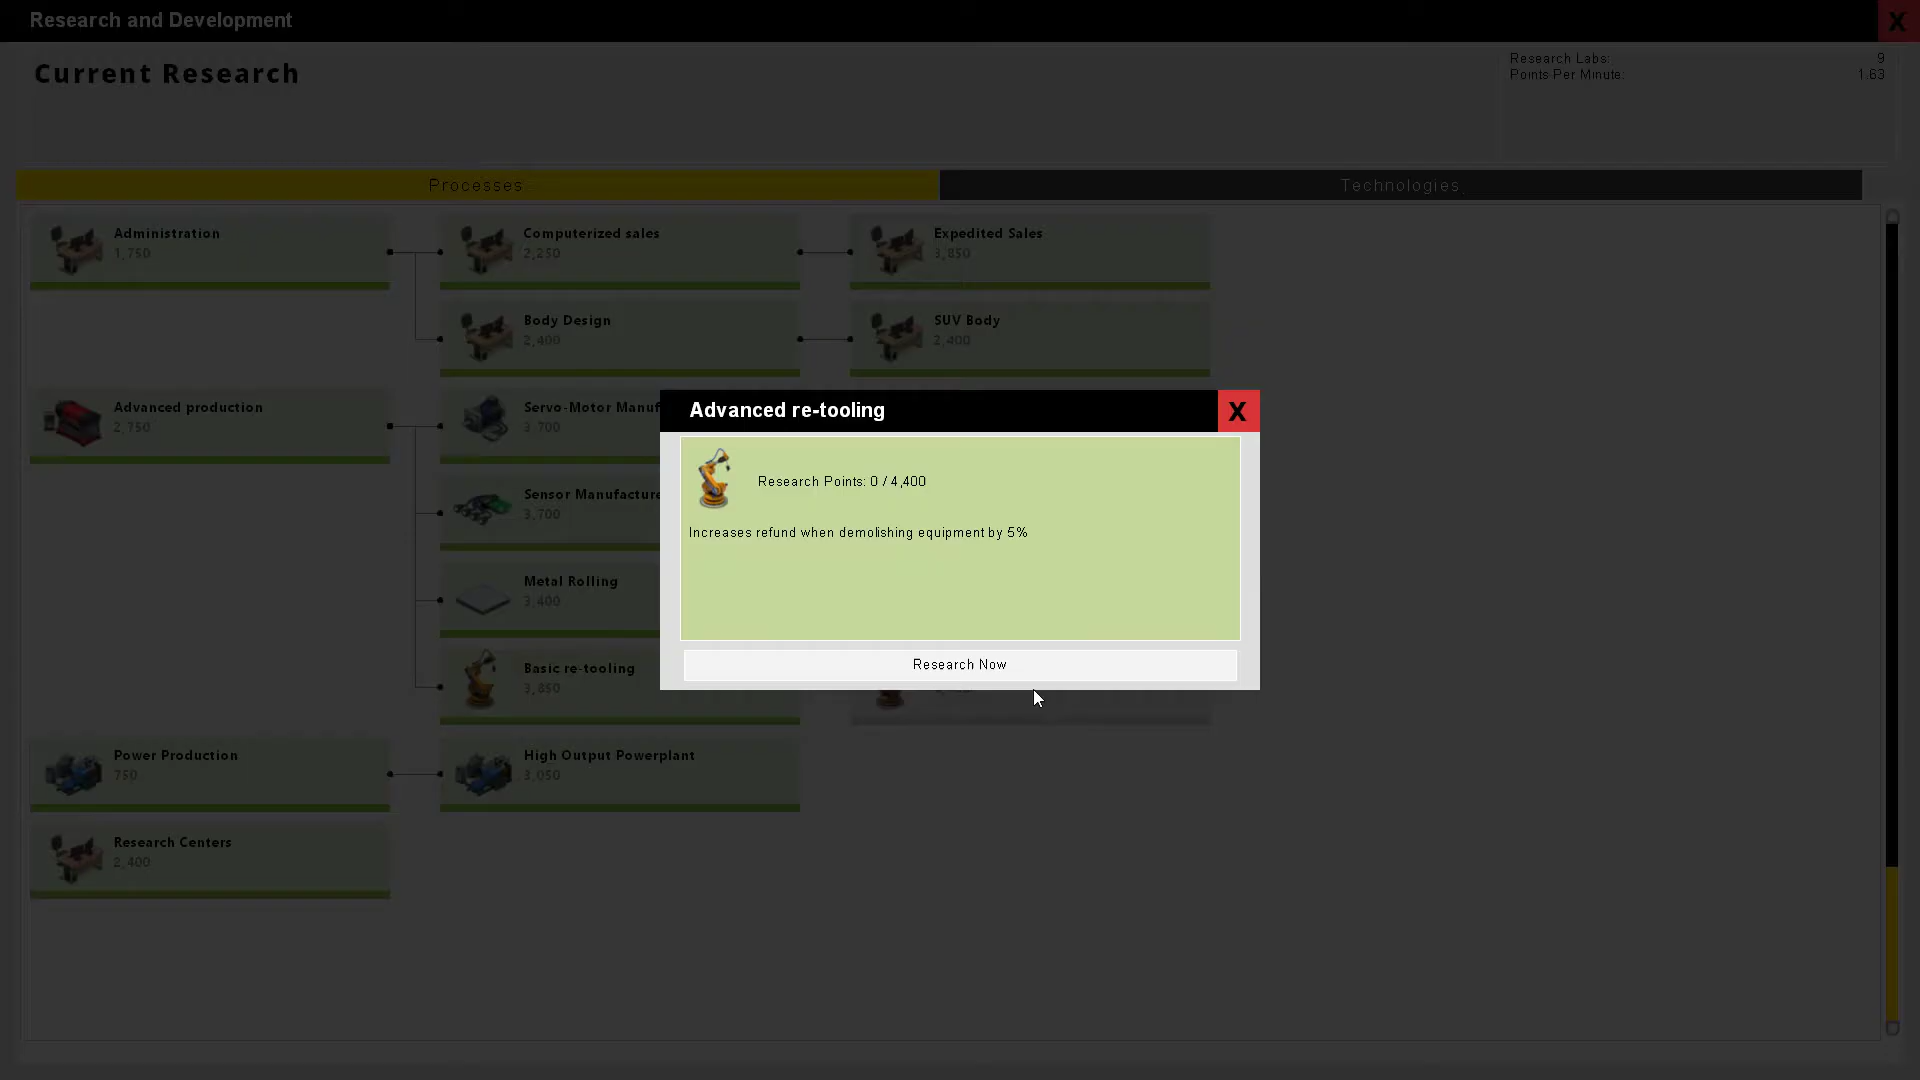 Research and Development
X
Current Research
Research Labs: 9
Points Per Minute: 1.63
Processes
Technologies
Administration
1,750
Computerized sales
2,250
Expedited Sales
3,850
Body Design
2,400
SUV Body
2,400
Advanced production
2,750
Servo-Motor Manuf
3,700
Sensor Manufacture
3,700
Metal Rolling
3,400
Basic re-tooling
3,850
Advanced re-tooling
X
Research Points: 0 / 4,400
Increases refund when demolishing equipment by 5%
Research Now
Power Production
750
High Output Powerplant
3,050
Research Centers
2,400